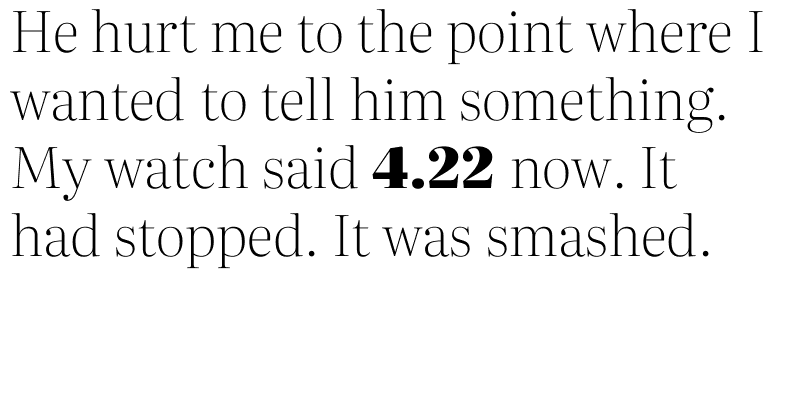 He hurt me to the point where I
wanted to tell him something.
My watch said 4.22 now. It
had stopped. It was smashed.